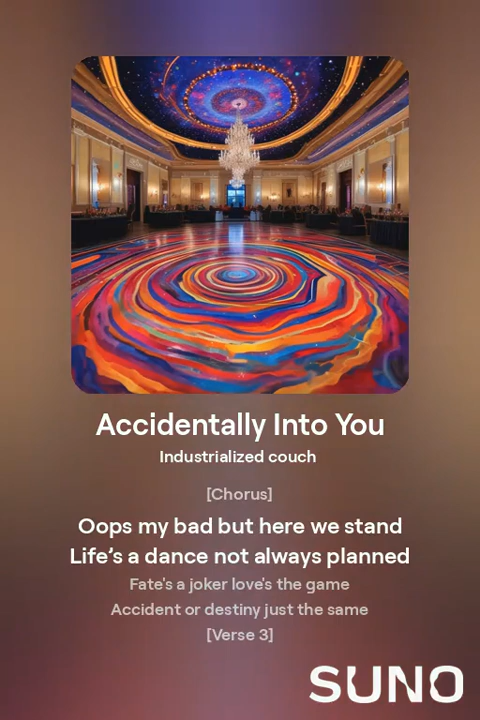 Accidentally Into You
Industrialized couch
[Chorus]
Oops my bad but here we stand
Life's a dance not always planned
Fate's a joker love's the game
Accident or destiny just the same
[Verse 3]
SUNO